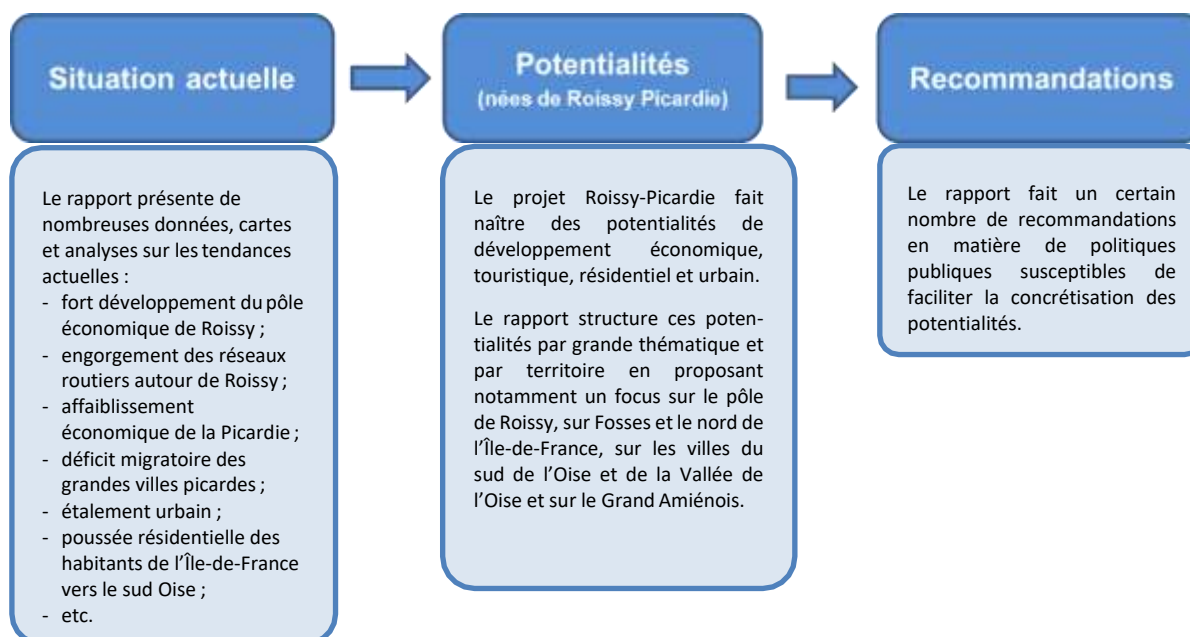 Situation actuelle
Le rapport présente de
nombreuses données, cartes
et analyses sur les tendances
actuelles :
- fort développement du pôle
économique de Roissy ;
- engorgement des réseaux
routiers autour de Roissy ;
- affaiblissement
économique de la Picardie ;
- déficit migratoire des
grandes villes picardes ;
- étalement urbain ;
- poussée résidentielle des
habitants de l’Île-de-France
vers le sud Oise ;
- etc.
Potentialités
(nées de Roissy Picardie)
Le projet Roissy-Picardie fait
naître des potentialités de
développement économique,
touristique, résidentiel et urbain.
Le rapport structure ces poten-
tialités par grande thématique et
par territoire en proposant
notamment un focus sur le pôle
de Roissy, sur Fosses et le nord de
l’Île-de-France, sur les villes du
sud de l’Oise et de la Vallée de
l’Oise et sur le Grand Amiénois.
Recommandations
Le rapport fait un certain
nombre de recommandations
en matière de politiques
publiques susceptibles de
faciliter la concrétisation des
potentialités.